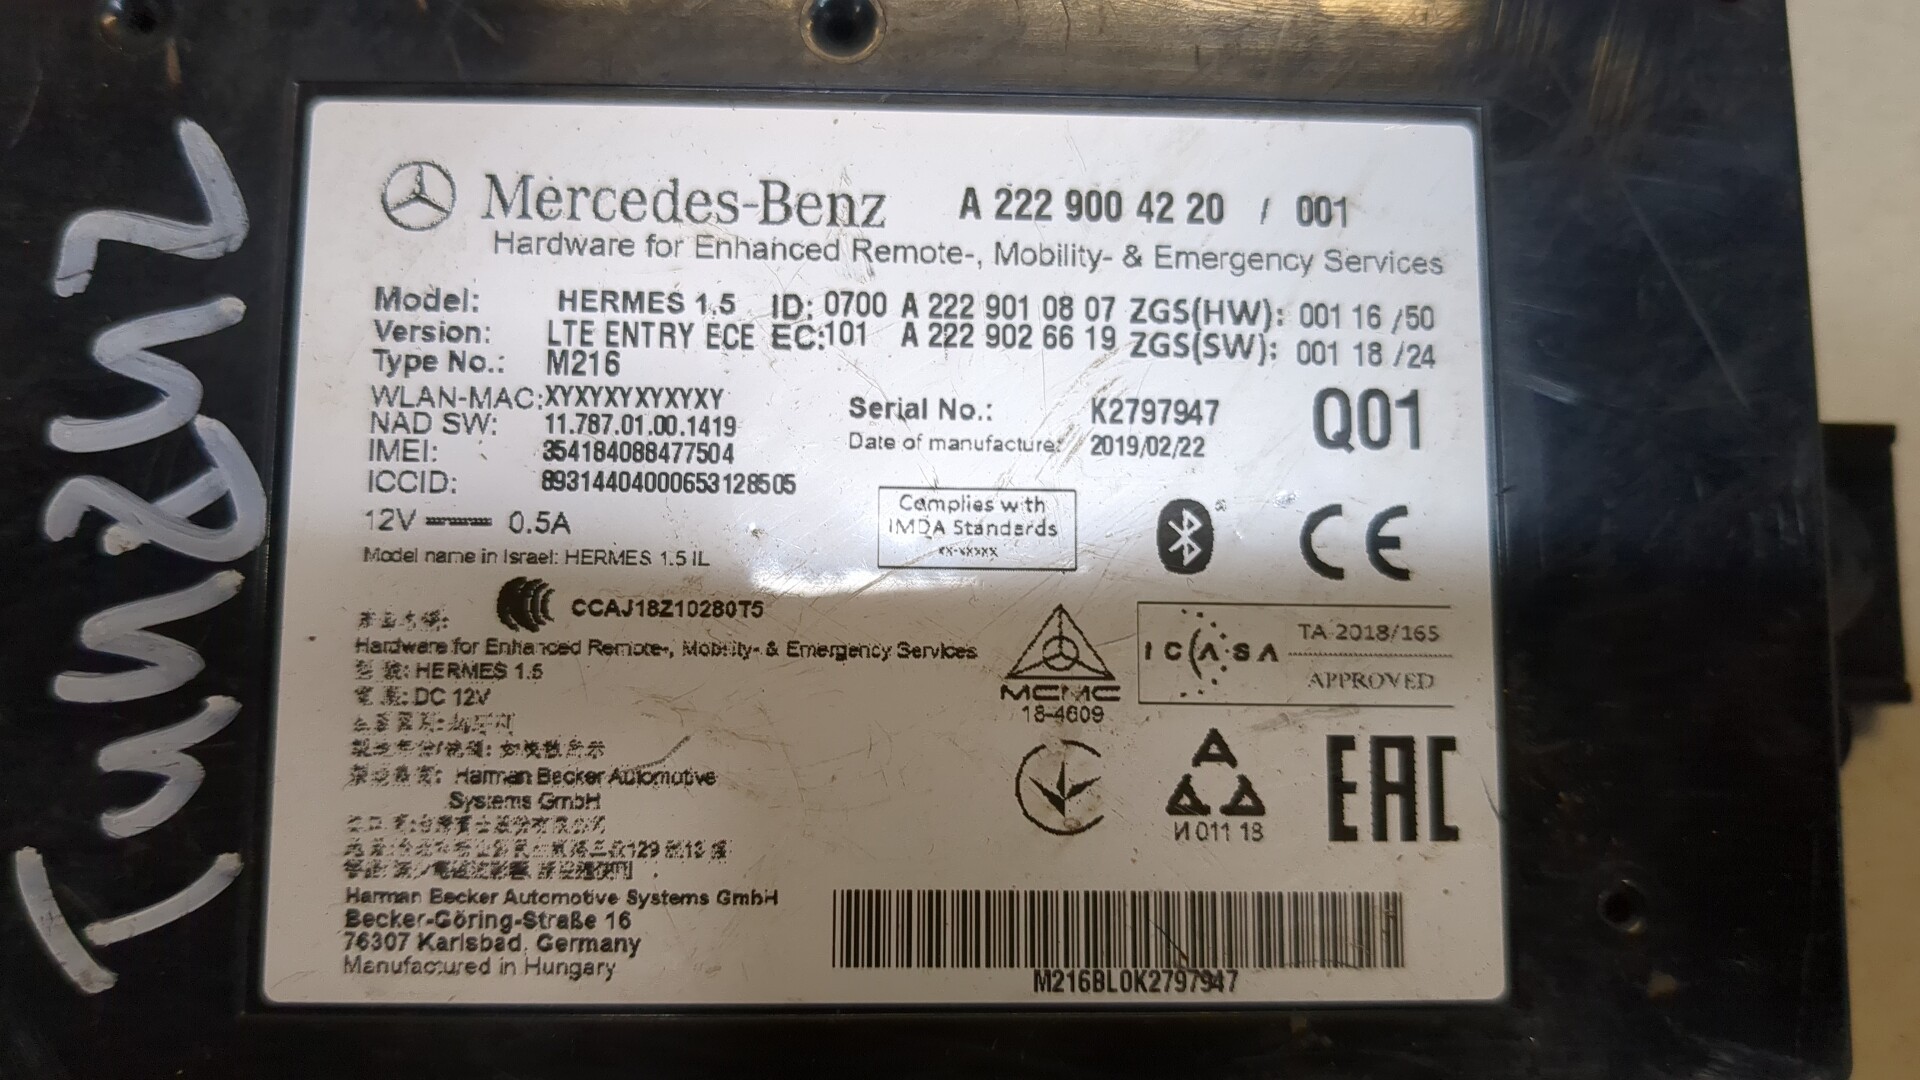 Mercedes-Benz A 222 900 42 20 / 001
Hardware for Enhanced Remote-, Mobility- & Emergency Services
Model: HERMES 1.5 ID: 0700 A 222 901 08 07 ZGS(HW): 001 16 /50
Version: LTE ENTRY ECE EC:101 A 222 902 66 19 ZGS(SW): 001 18 /24
Type No.: M216
WLAN-MAC:XYXYXYXYXYXY
NAD SW: 11.787.01.00.1419
IMEI: 354184088477504
ICCID: 89314404000653128505
Serial No.: K2797947
Date of manufacture: 2019/02/22
Q01
12V 0.5A
Model name in Israel: HERMES 1.5 IL
Complies with
IMDA Standards
xx-xxxxx
CE
CCAJ18Z10280T5
Hardware for Enhanced Remote-, Mobility- & Emergency Services
HERMES 1.5
DC 12V
Harman Becker Automotive
Systems GmbH
129 13
Harman Becker Automotive Systems GmbH
Becker-Göring-Straße 16
76307 Karlsbad, Germany
Manufactured in Hungary
MCMC
18-4609
ICASA TA-2018/165
APPROVED
И 011 18
EAC
M216BL0K2797947